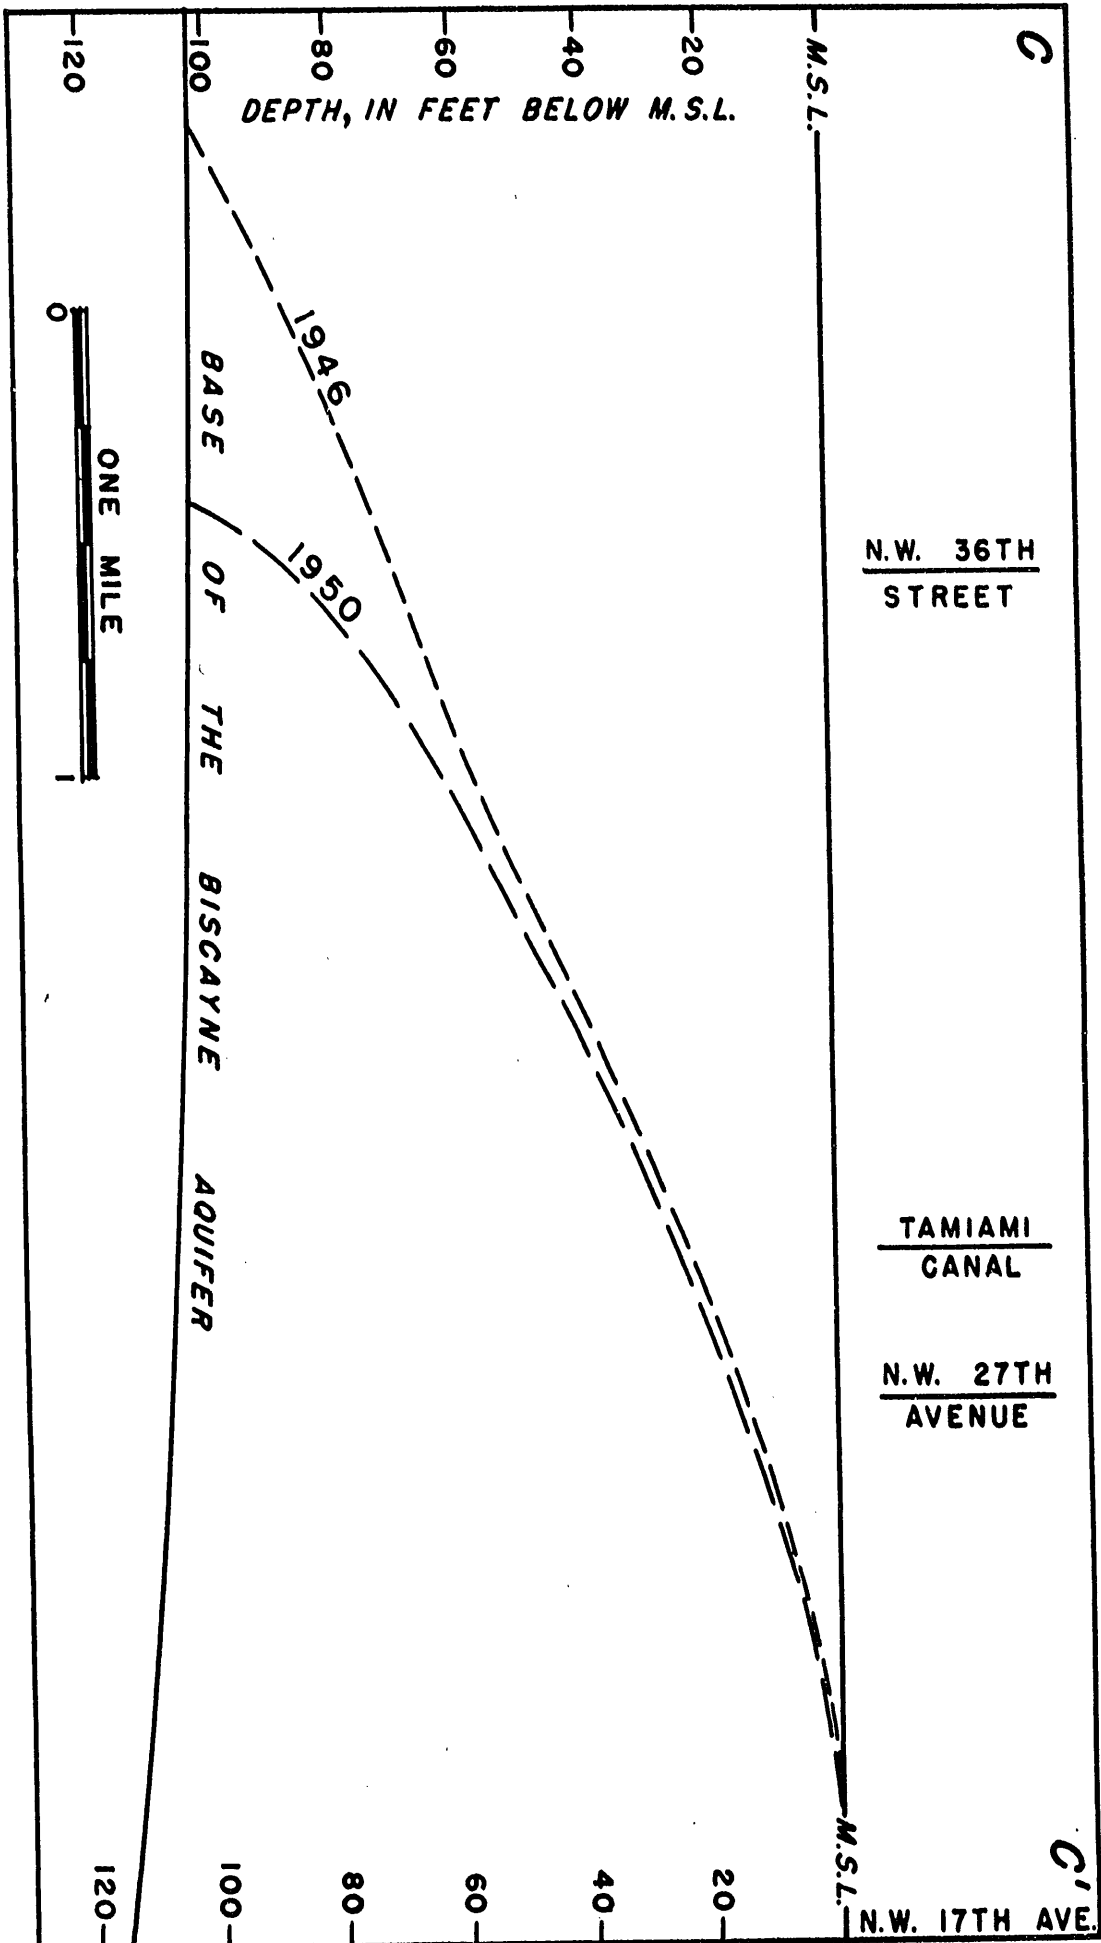 C
C'
N.W. 36TH
STREET
TAMIAMI
CANAL
N.W. 27TH
AVENUE
N.W. 17TH AVE.
M.S.L.
M.S.L.
20
40
60
80
100
120
DEPTH, IN FEET BELOW M.S.L.
20
40
60
80
100
120
1946
1950
BASE OF THE BISCAYNE AQUIFER
ONE MILE
0
1